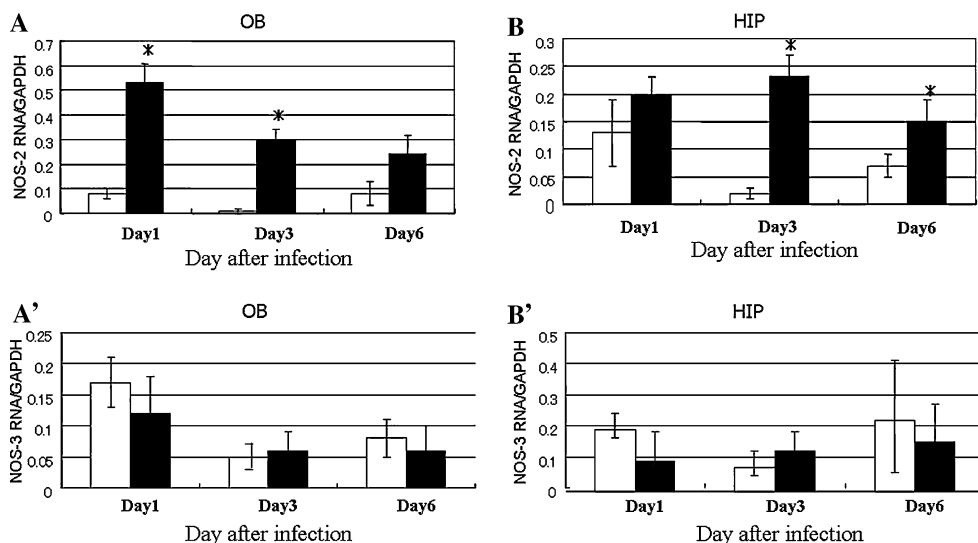 A
OB
NOS-2 RNA/GAPDH
0.7
0.6
0.5
0.4
0.3
0.2
0.1
0
*
*
Day1 Day3 Day6
Day after infection
B
HIP
NOS-2 RNA/GAPDH
0.3
0.25
0.2
0.15
0.1
0.05
0
*
*
Day1 Day3 Day6
Day after infection
A'
OB
NOS-3 RNA/GAPDH
0.25
0.2
0.15
0.1
0.05
0
Day1 Day3 Day6
Day after infection
B'
HIP
NOS-3 RNA/GAPDH
0.5
0.4
0.3
0.2
0.1
0
Day1 Day3 Day6
Day after infection